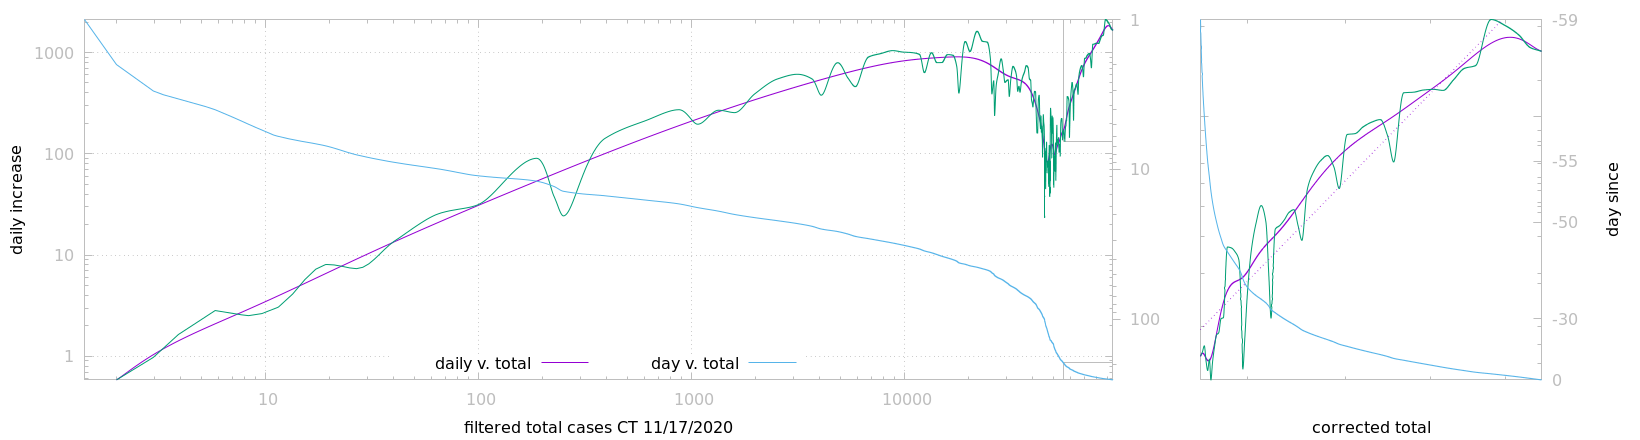 daily increase
1000
100
10
1
10
100
1000
10000
1
10
100
daily v. total
day v. total
filtered total cases CT 11/17/2020
-59
-55
-50
-30
0
day since
corrected total